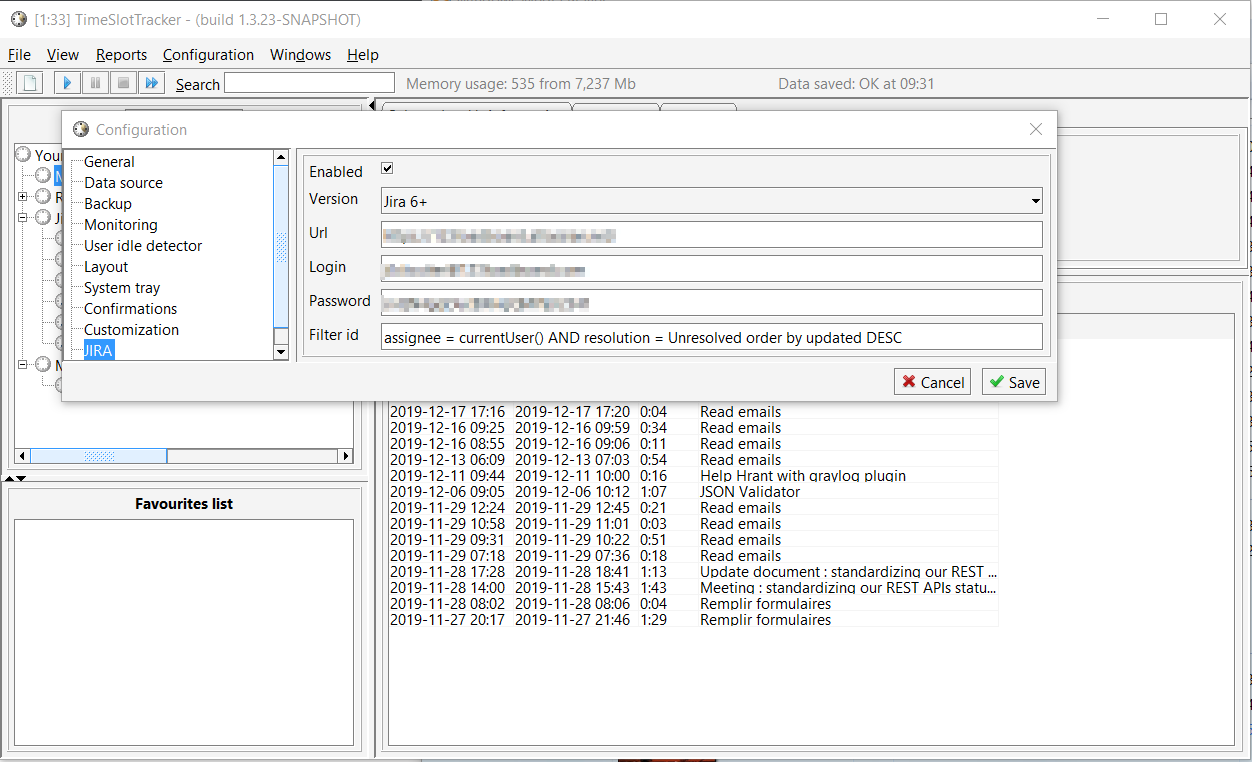 [1:33] TimeSlotTracker - (build 1.3.23-SNAPSHOT)
File View Reports Configuration Windows Help
Search Memory usage: 535 from 7,237 Mb Data saved: OK at 09:31
Configuration
General
Data source
Backup
Monitoring
User idle detector
Layout
System tray
Confirmations
Customization
JIRA
Enabled
Version Jira 6+
Url
Login
Password
Filter id assignee = currentUser() AND resolution = Unresolved order by updated DESC
Cancel Save
You
2019-12-17 17:16 2019-12-17 17:20 0:04 Read emails
2019-12-16 09:25 2019-12-16 09:59 0:34 Read emails
2019-12-16 08:55 2019-12-16 09:06 0:11 Read emails
2019-12-13 06:09 2019-12-13 07:03 0:54 Read emails
2019-12-11 09:44 2019-12-11 10:00 0:16 Help Hrant with graylog plugin
2019-12-06 09:05 2019-12-06 10:12 1:07 JSON Validator
2019-11-29 12:24 2019-11-29 12:45 0:21 Read emails
2019-11-29 10:58 2019-11-29 11:01 0:03 Read emails
2019-11-29 09:31 2019-11-29 10:22 0:51 Read emails
2019-11-29 07:18 2019-11-29 07:36 0:18 Read emails
2019-11-28 17:28 2019-11-28 18:41 1:13 Update document : standardizing our REST ...
2019-11-28 14:00 2019-11-28 15:43 1:43 Meeting : standardizing our REST APIs statu...
2019-11-28 08:02 2019-11-28 08:06 0:04 Remplir formulaires
2019-11-27 20:17 2019-11-27 21:46 1:29 Remplir formulaires
Favourites list